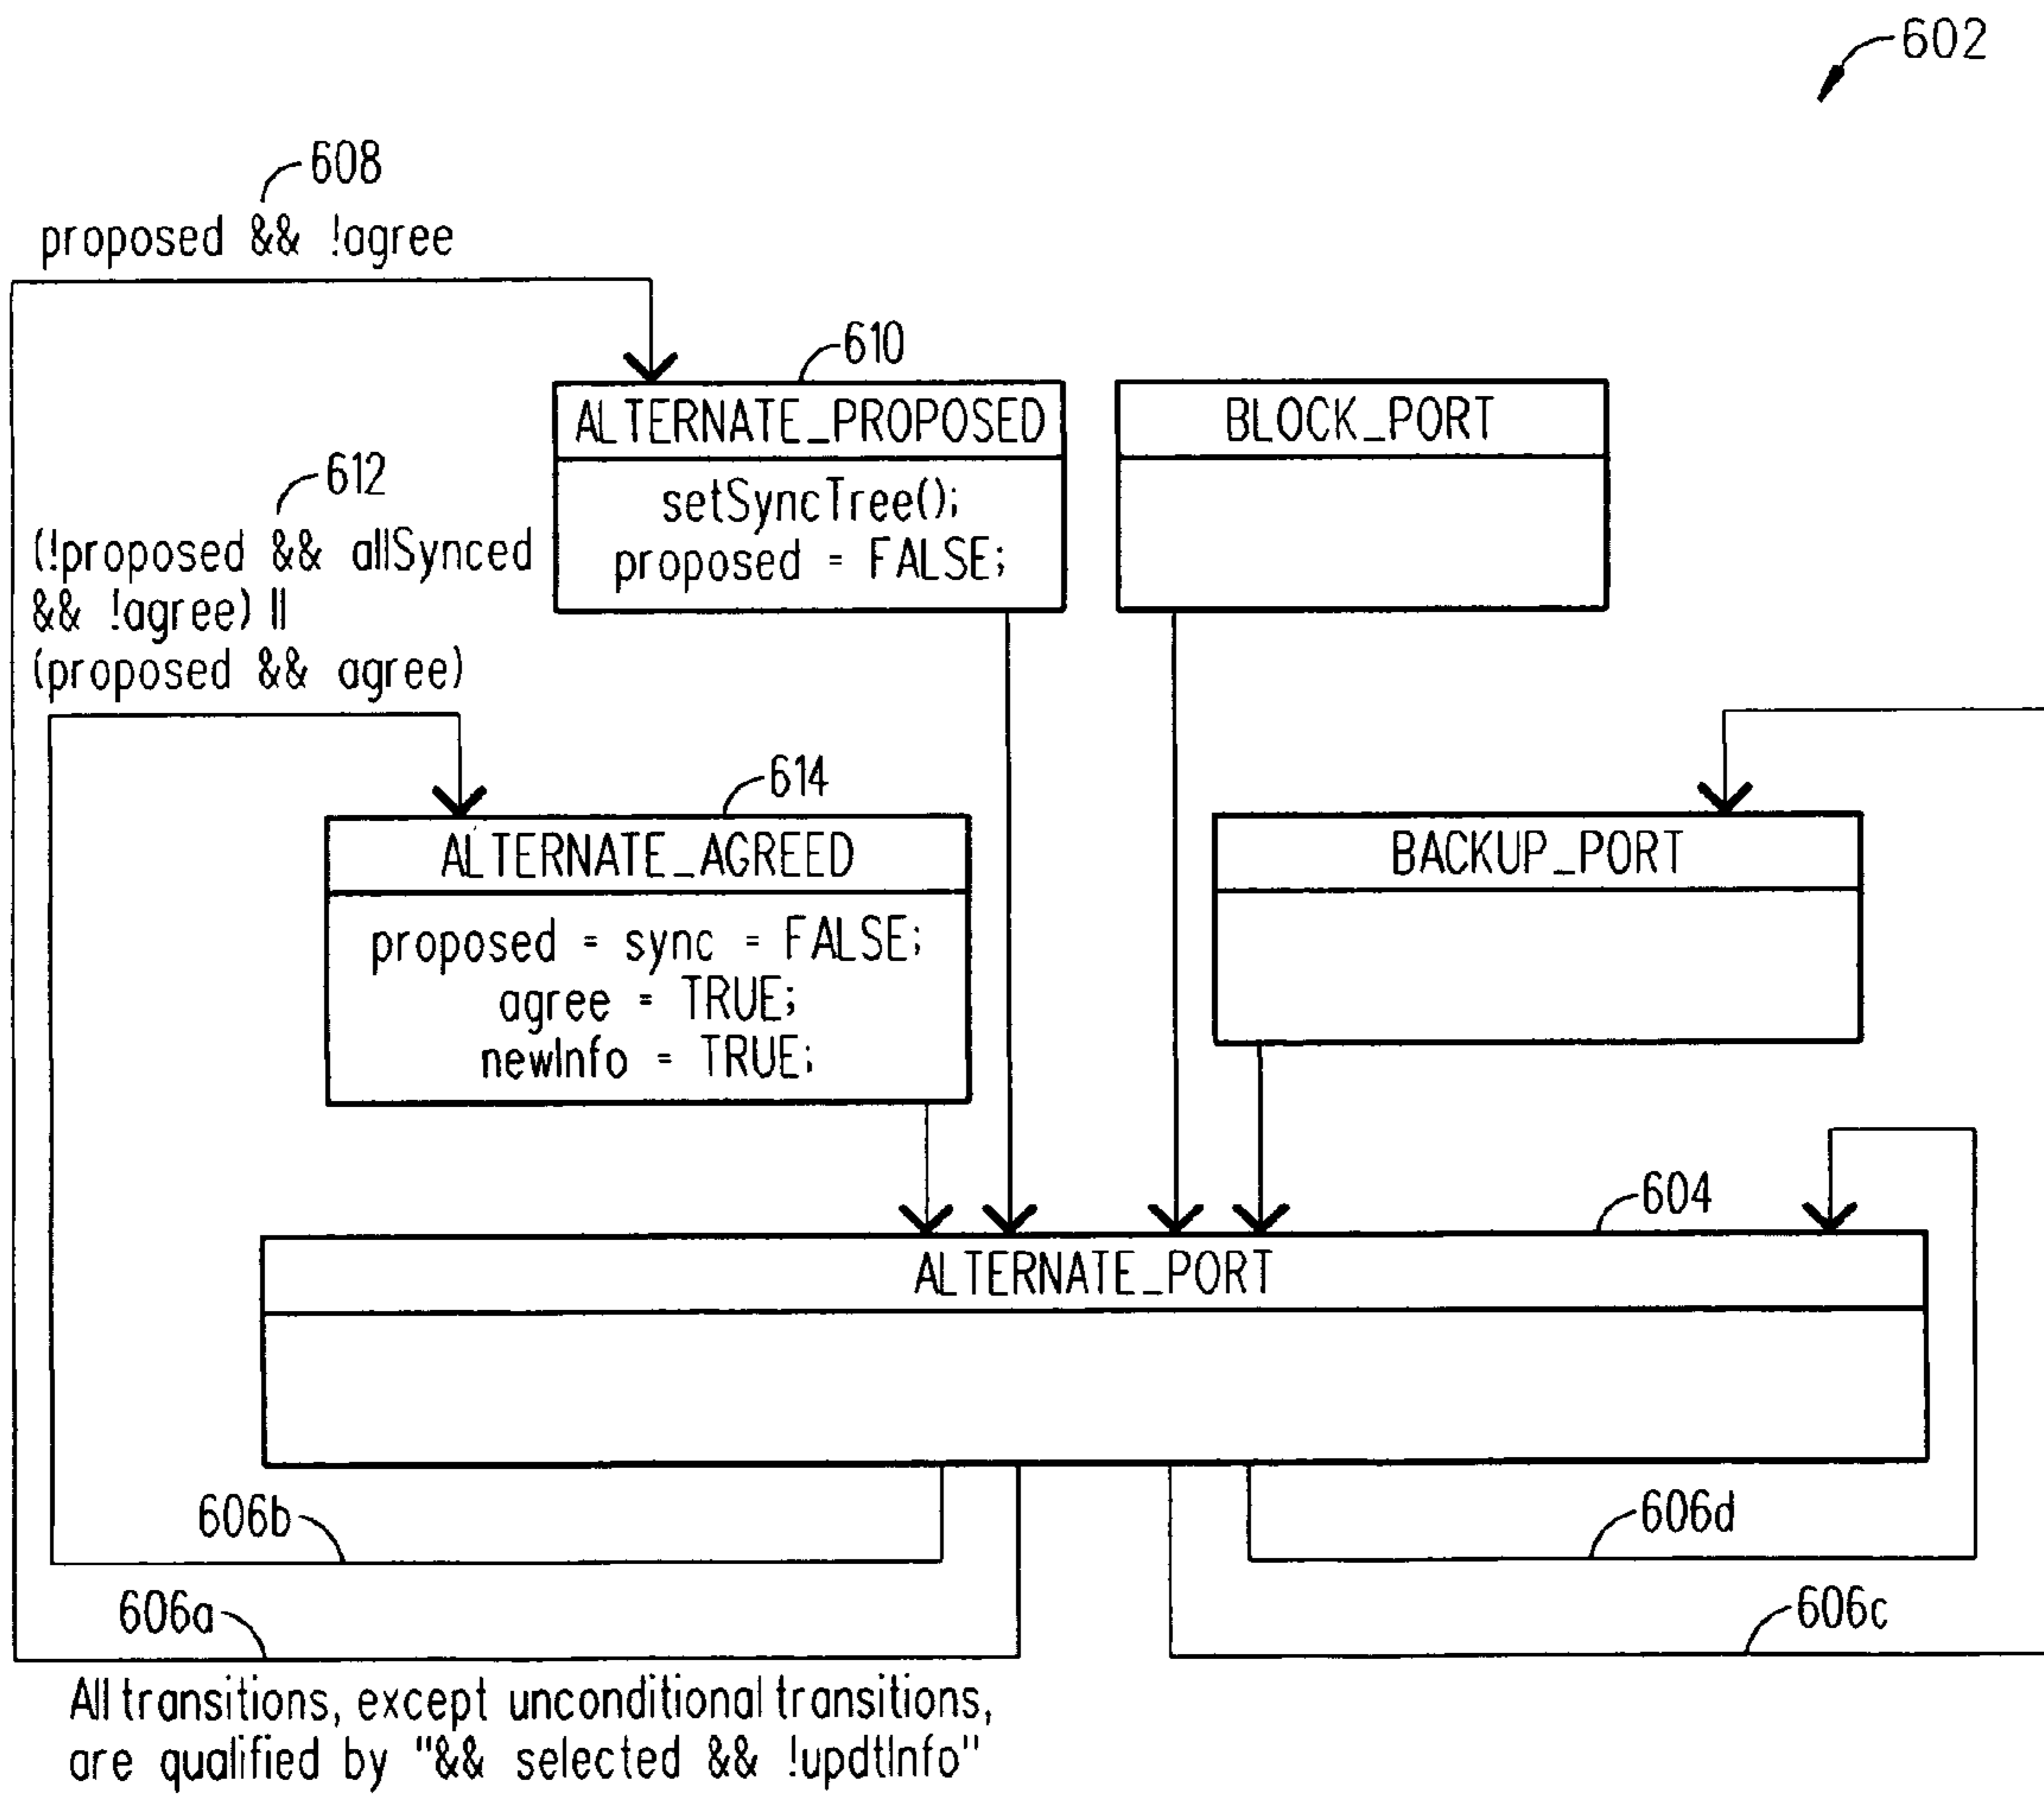 602
608
proposed && !agree
610
ALTERNATE_PROPOSED
setSyncTree();
proposed = FALSE;
BLOCK_PORT
612
(!proposed && allSynced
&& !agree) ||
(proposed && agree)
614
ALTERNATE_AGREED
proposed = sync = FALSE;
agree = TRUE;
newInfo = TRUE;
BACKUP_PORT
604
ALTERNATE_PORT
606b
606d
606a
606c
All transitions, except unconditional transitions,
are qualified by "&& selected && !updtInfo"